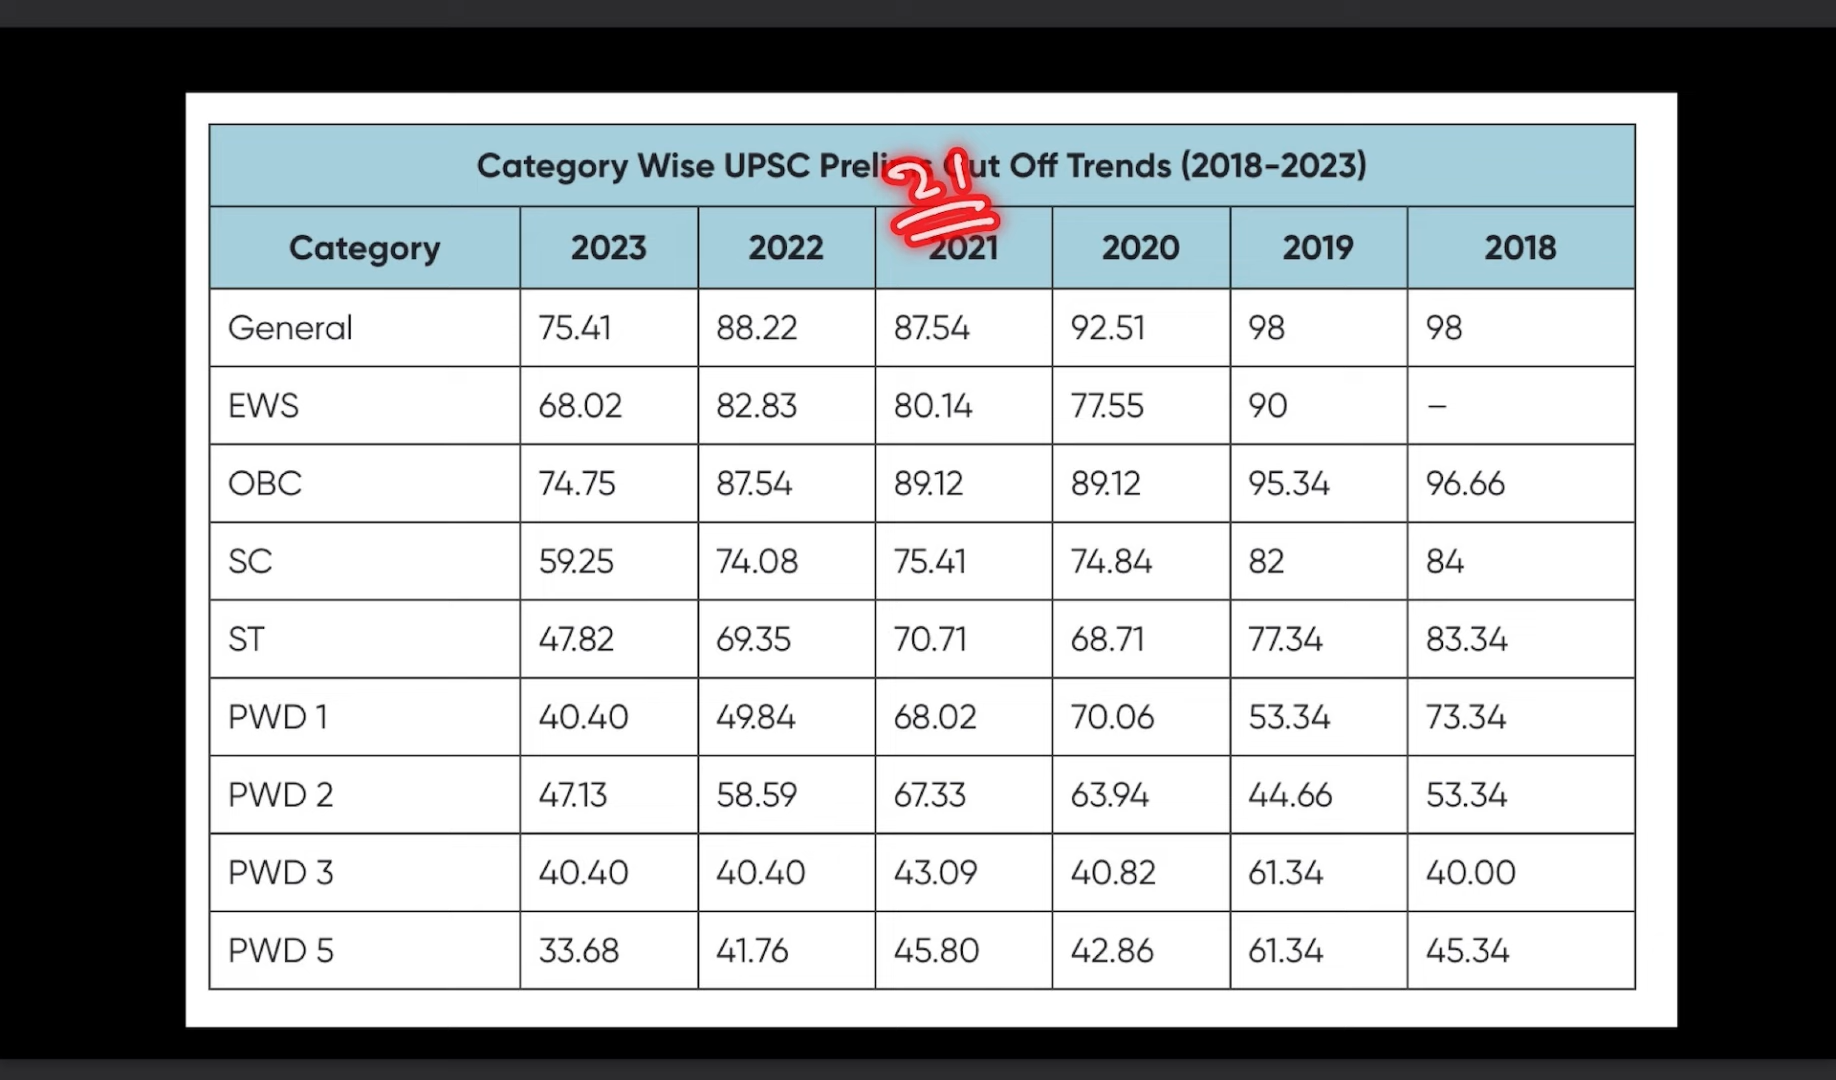 Category Wise UPSC Prelims Cut Off Trends (2018-2023)
21
Category 2023 2022 2021 2020 2019 2018
General 75.41 88.22 87.54 92.51 98 98
EWS 68.02 82.83 80.14 77.55 90 –
OBC 74.75 87.54 89.12 89.12 95.34 96.66
SC 59.25 74.08 75.41 74.84 82 84
ST 47.82 69.35 70.71 68.71 77.34 83.34
PWD 1 40.40 49.84 68.02 70.06 53.34 73.34
PWD 2 47.13 58.59 67.33 63.94 44.66 53.34
PWD 3 40.40 40.40 43.09 40.82 61.34 40.00
PWD 5 33.68 41.76 45.80 42.86 61.34 45.34